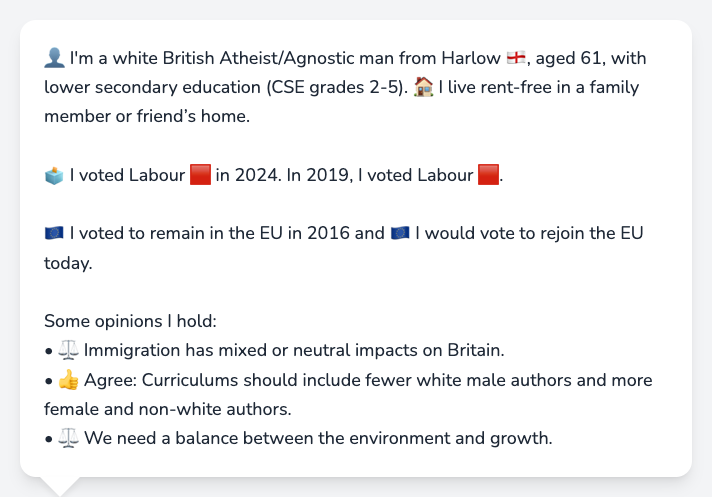 👤 I'm a white British Atheist/Agnostic man from Harlow 🏴󠁧󠁢󠁥󠁮󠁧󠁿, aged 61, with
lower secondary education (CSE grades 2-5). 🏠 I live rent-free in a family
member or friend’s home.
🗳️ I voted Labour 🟥 in 2024. In 2019, I voted Labour 🟥.
🇪🇺 I voted to remain in the EU in 2016 and 🇪🇺 I would vote to rejoin the EU
today.
Some opinions I hold:
• ⚖️ Immigration has mixed or neutral impacts on Britain.
• 👍 Agree: Curriculums should include fewer white male authors and more
female and non-white authors.
• ⚖️ We need a balance between the environment and growth.